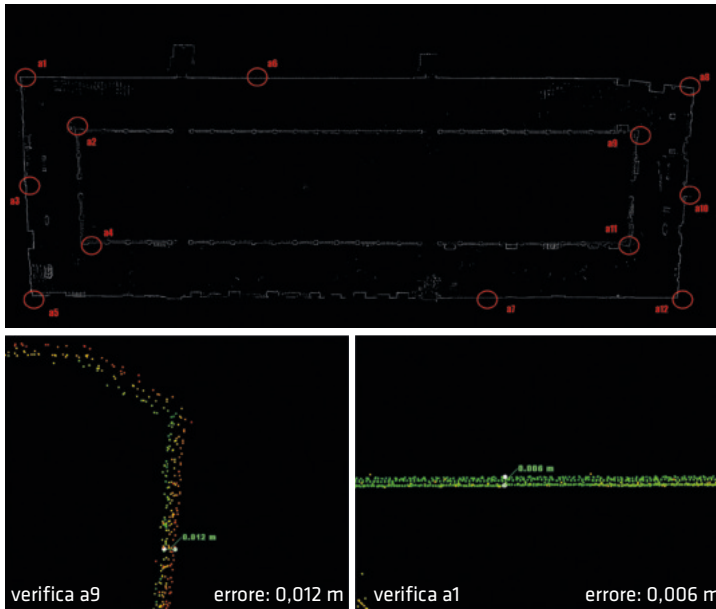 a1
a6
a8
a2
a9
a3
a10
a4
a11
a5
a7
a12
0.012 m
verifica a9
errore: 0,012 m
0.006 m
verifica a1
errore: 0,006 m